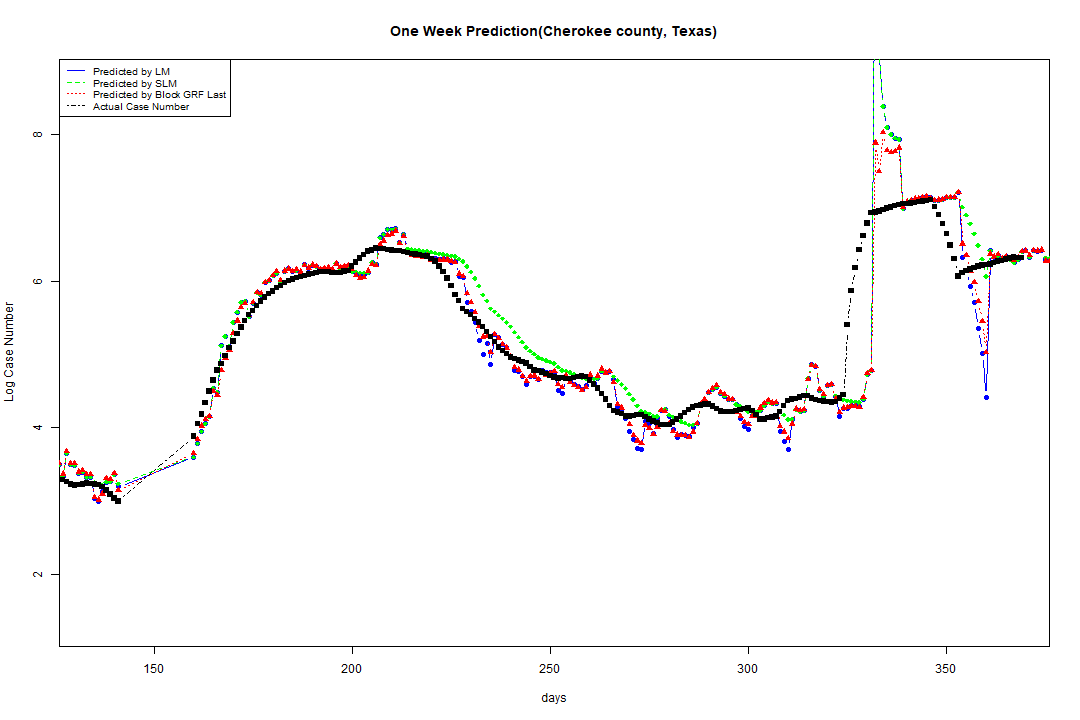 One Week Prediction(Cherokee county, Texas)
Predicted by LM
Predicted by SLM
Predicted by Block GRF Last
Actual Case Number
8
6
4
2
Log Case Number
150 200 250 300 350
days